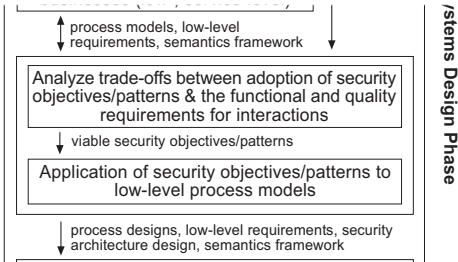 process models, low-level
requirements, semantics framework
Analyze trade-offs between adoption of security
objectives/patterns & the functional and quality
requirements for interactions
viable security objectives/patterns
Application of security objectives/patterns to
low-level process models
process designs, low-level requirements, security
architecture design, semantics framework
Design Phase